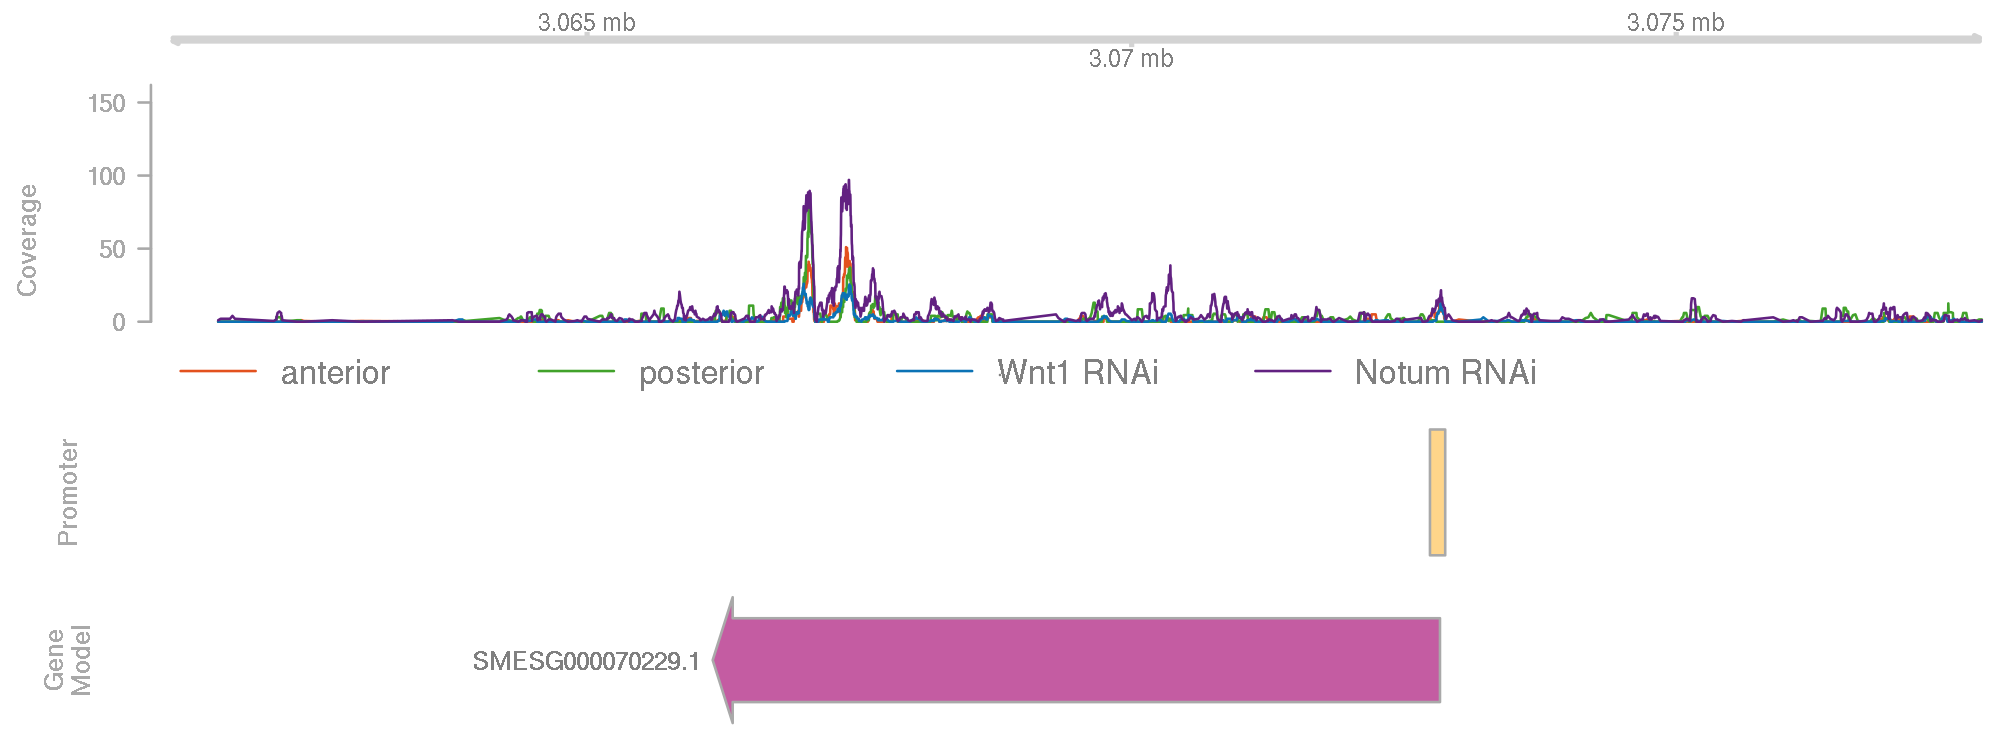 3.065 mb
3.075 mb
3.07 mb
150
100
50
0
Coverage
anterior posterior Wnt1 RNAi Notum RNAi
Promoter
Gene
Model
SMESG000070229.1